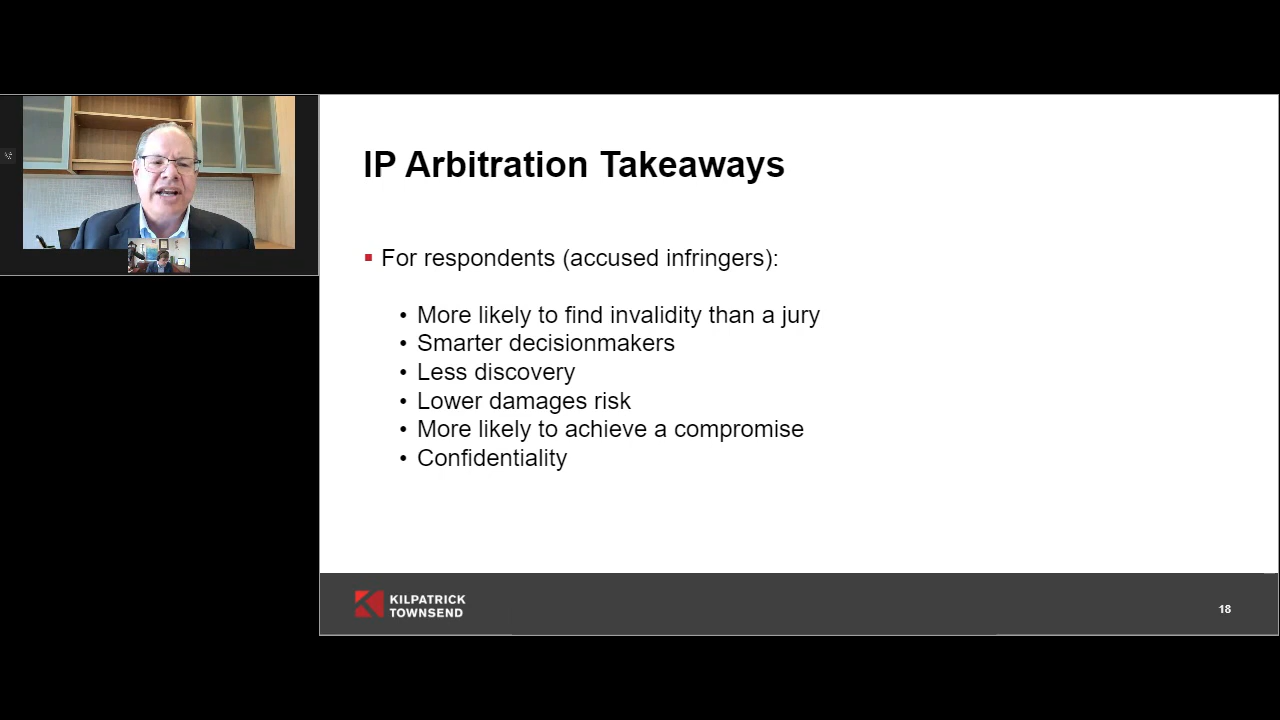 IP Arbitration Takeaways
▪ For respondents (accused infringers):
• More likely to find invalidity than a jury
• Smarter decisionmakers
• Less discovery
• Lower damages risk
• More likely to achieve a compromise
• Confidentiality
KILPATRICK
TOWNSEND
18